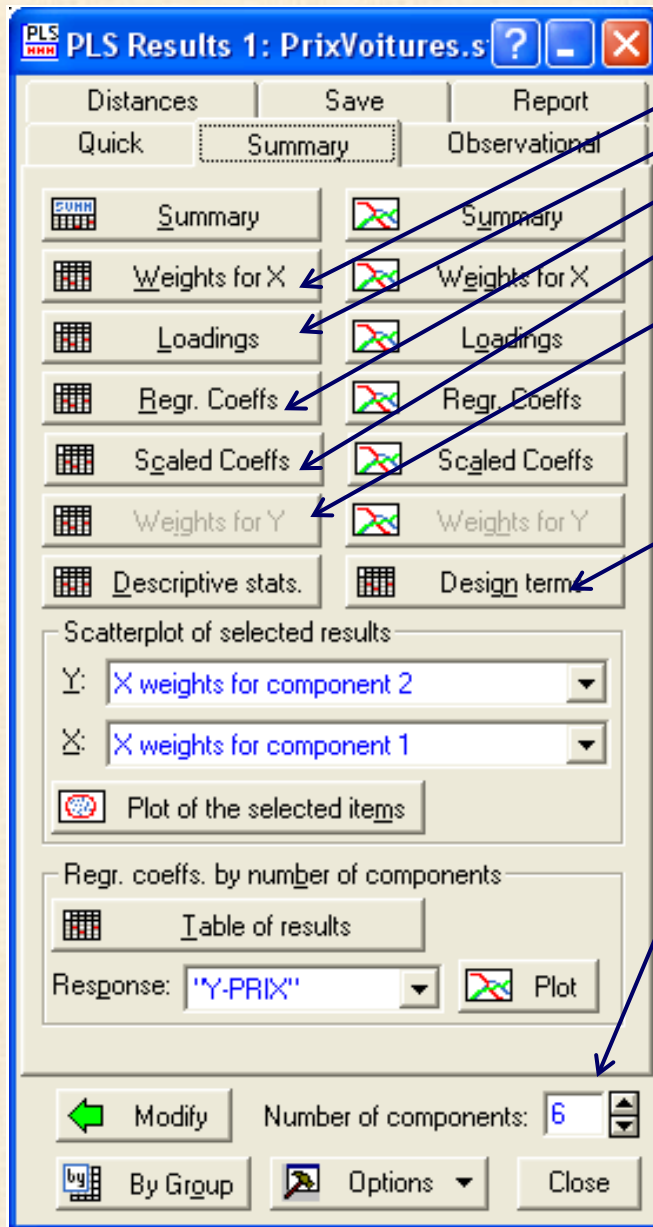 PLS Results 1: PrixVoitures.s
Distances Save Report
Quick Summary Observational
Summary Summary
Weights for X Weights for X
Loadings Loadings
Regr. Coeffs Regr. Coeffs
Scaled Coeffs Scaled Coeffs
Weights for Y Weights for Y
Descriptive stats. Design terms
Scatterplot of selected results
Y: X weights for component 2
X: X weights for component 1
Plot of the selected items
Regr. coeffs. by number of components
Table of results
Response: "Y-PRIX" Plot
Modify Number of components: 6
By Group Options Close